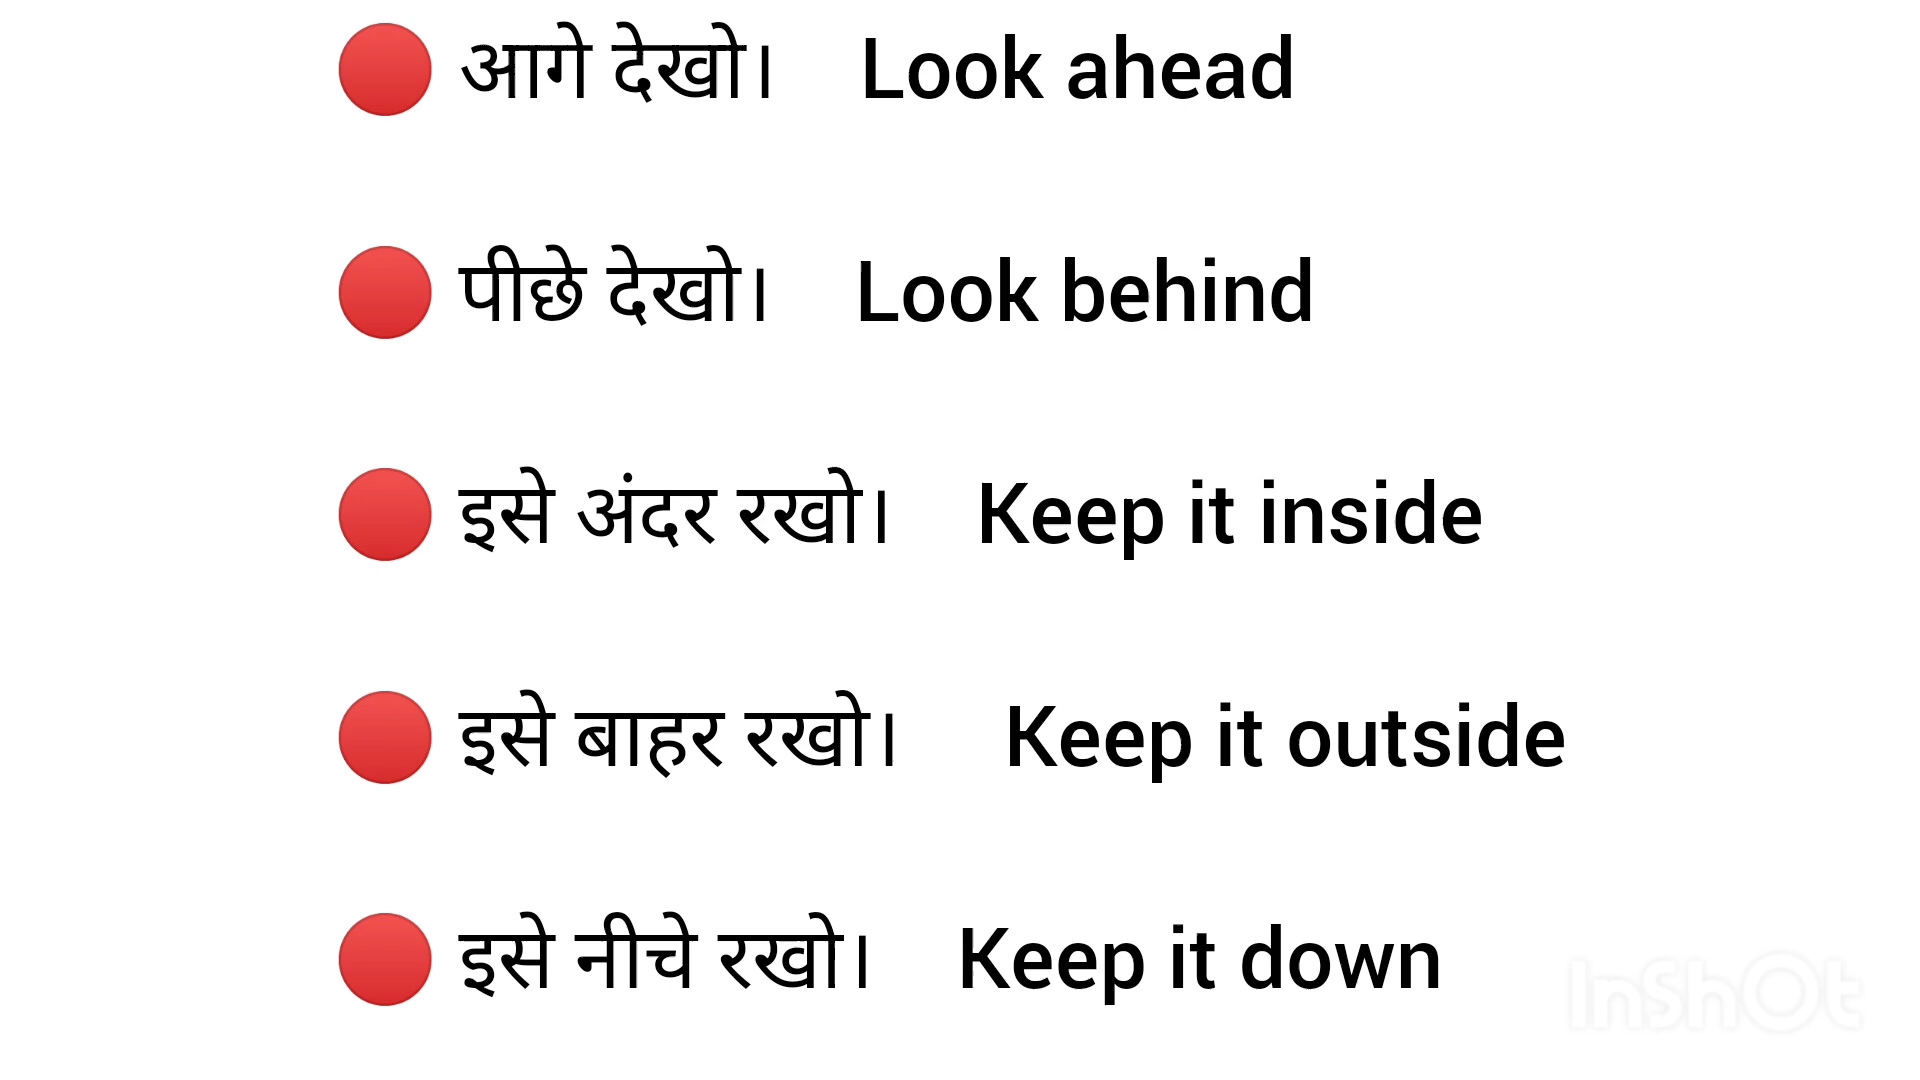 🔴 आगे देखो। Look ahead
🔴 पीछे देखो। Look behind
🔴 इसे अंदर रखो। Keep it inside
🔴 इसे बाहर रखो। Keep it outside
🔴 इसे नीचे रखो। Keep it down
InShOt